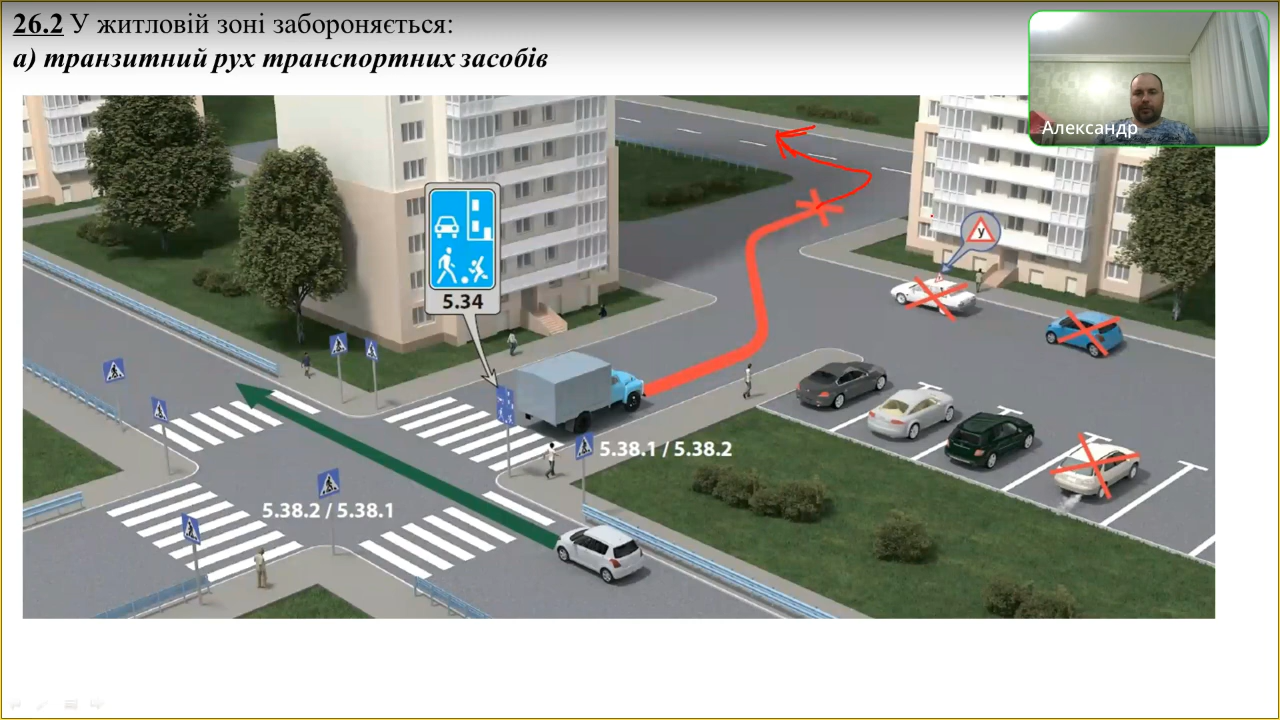 26.2 У житловій зоні забороняється:
а) транзитний рух транспортних засобів
Александр
У
5.34
5.38.1 / 5.38.2
5.38.2 / 5.38.1